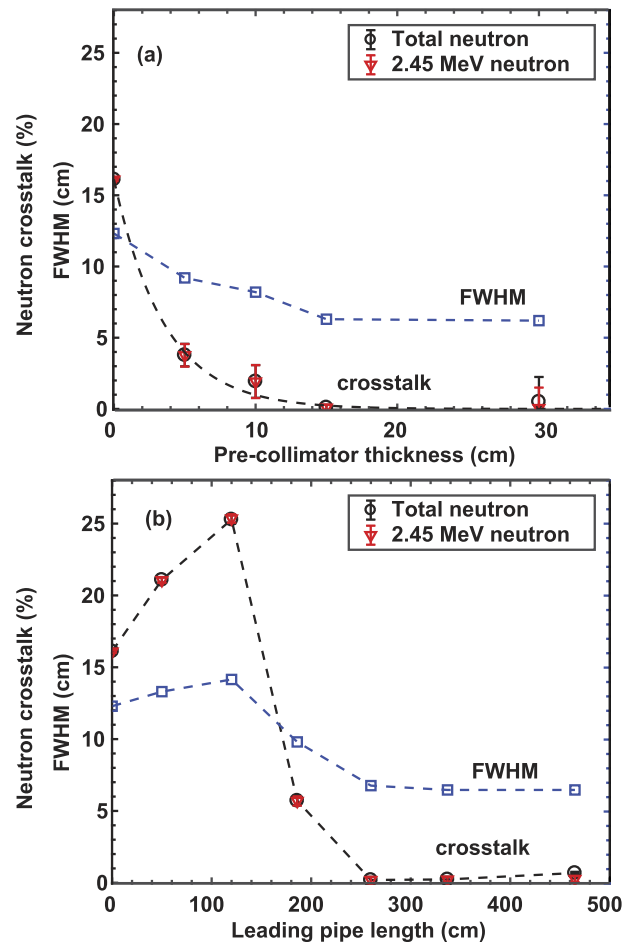 (a)
Total neutron
2.45 MeV neutron
Neutron crosstalk (%)
FWHM (cm)
25
20
15
10
5
0
FWHM
crosstalk
0 10 20 30
Pre-collimator thickness (cm)
(b)
Total neutron
2.45 MeV neutron
Neutron crosstalk (%)
FWHM (cm)
25
20
15
10
5
0
FWHM
crosstalk
0 100 200 300 400 500
Leading pipe length (cm)